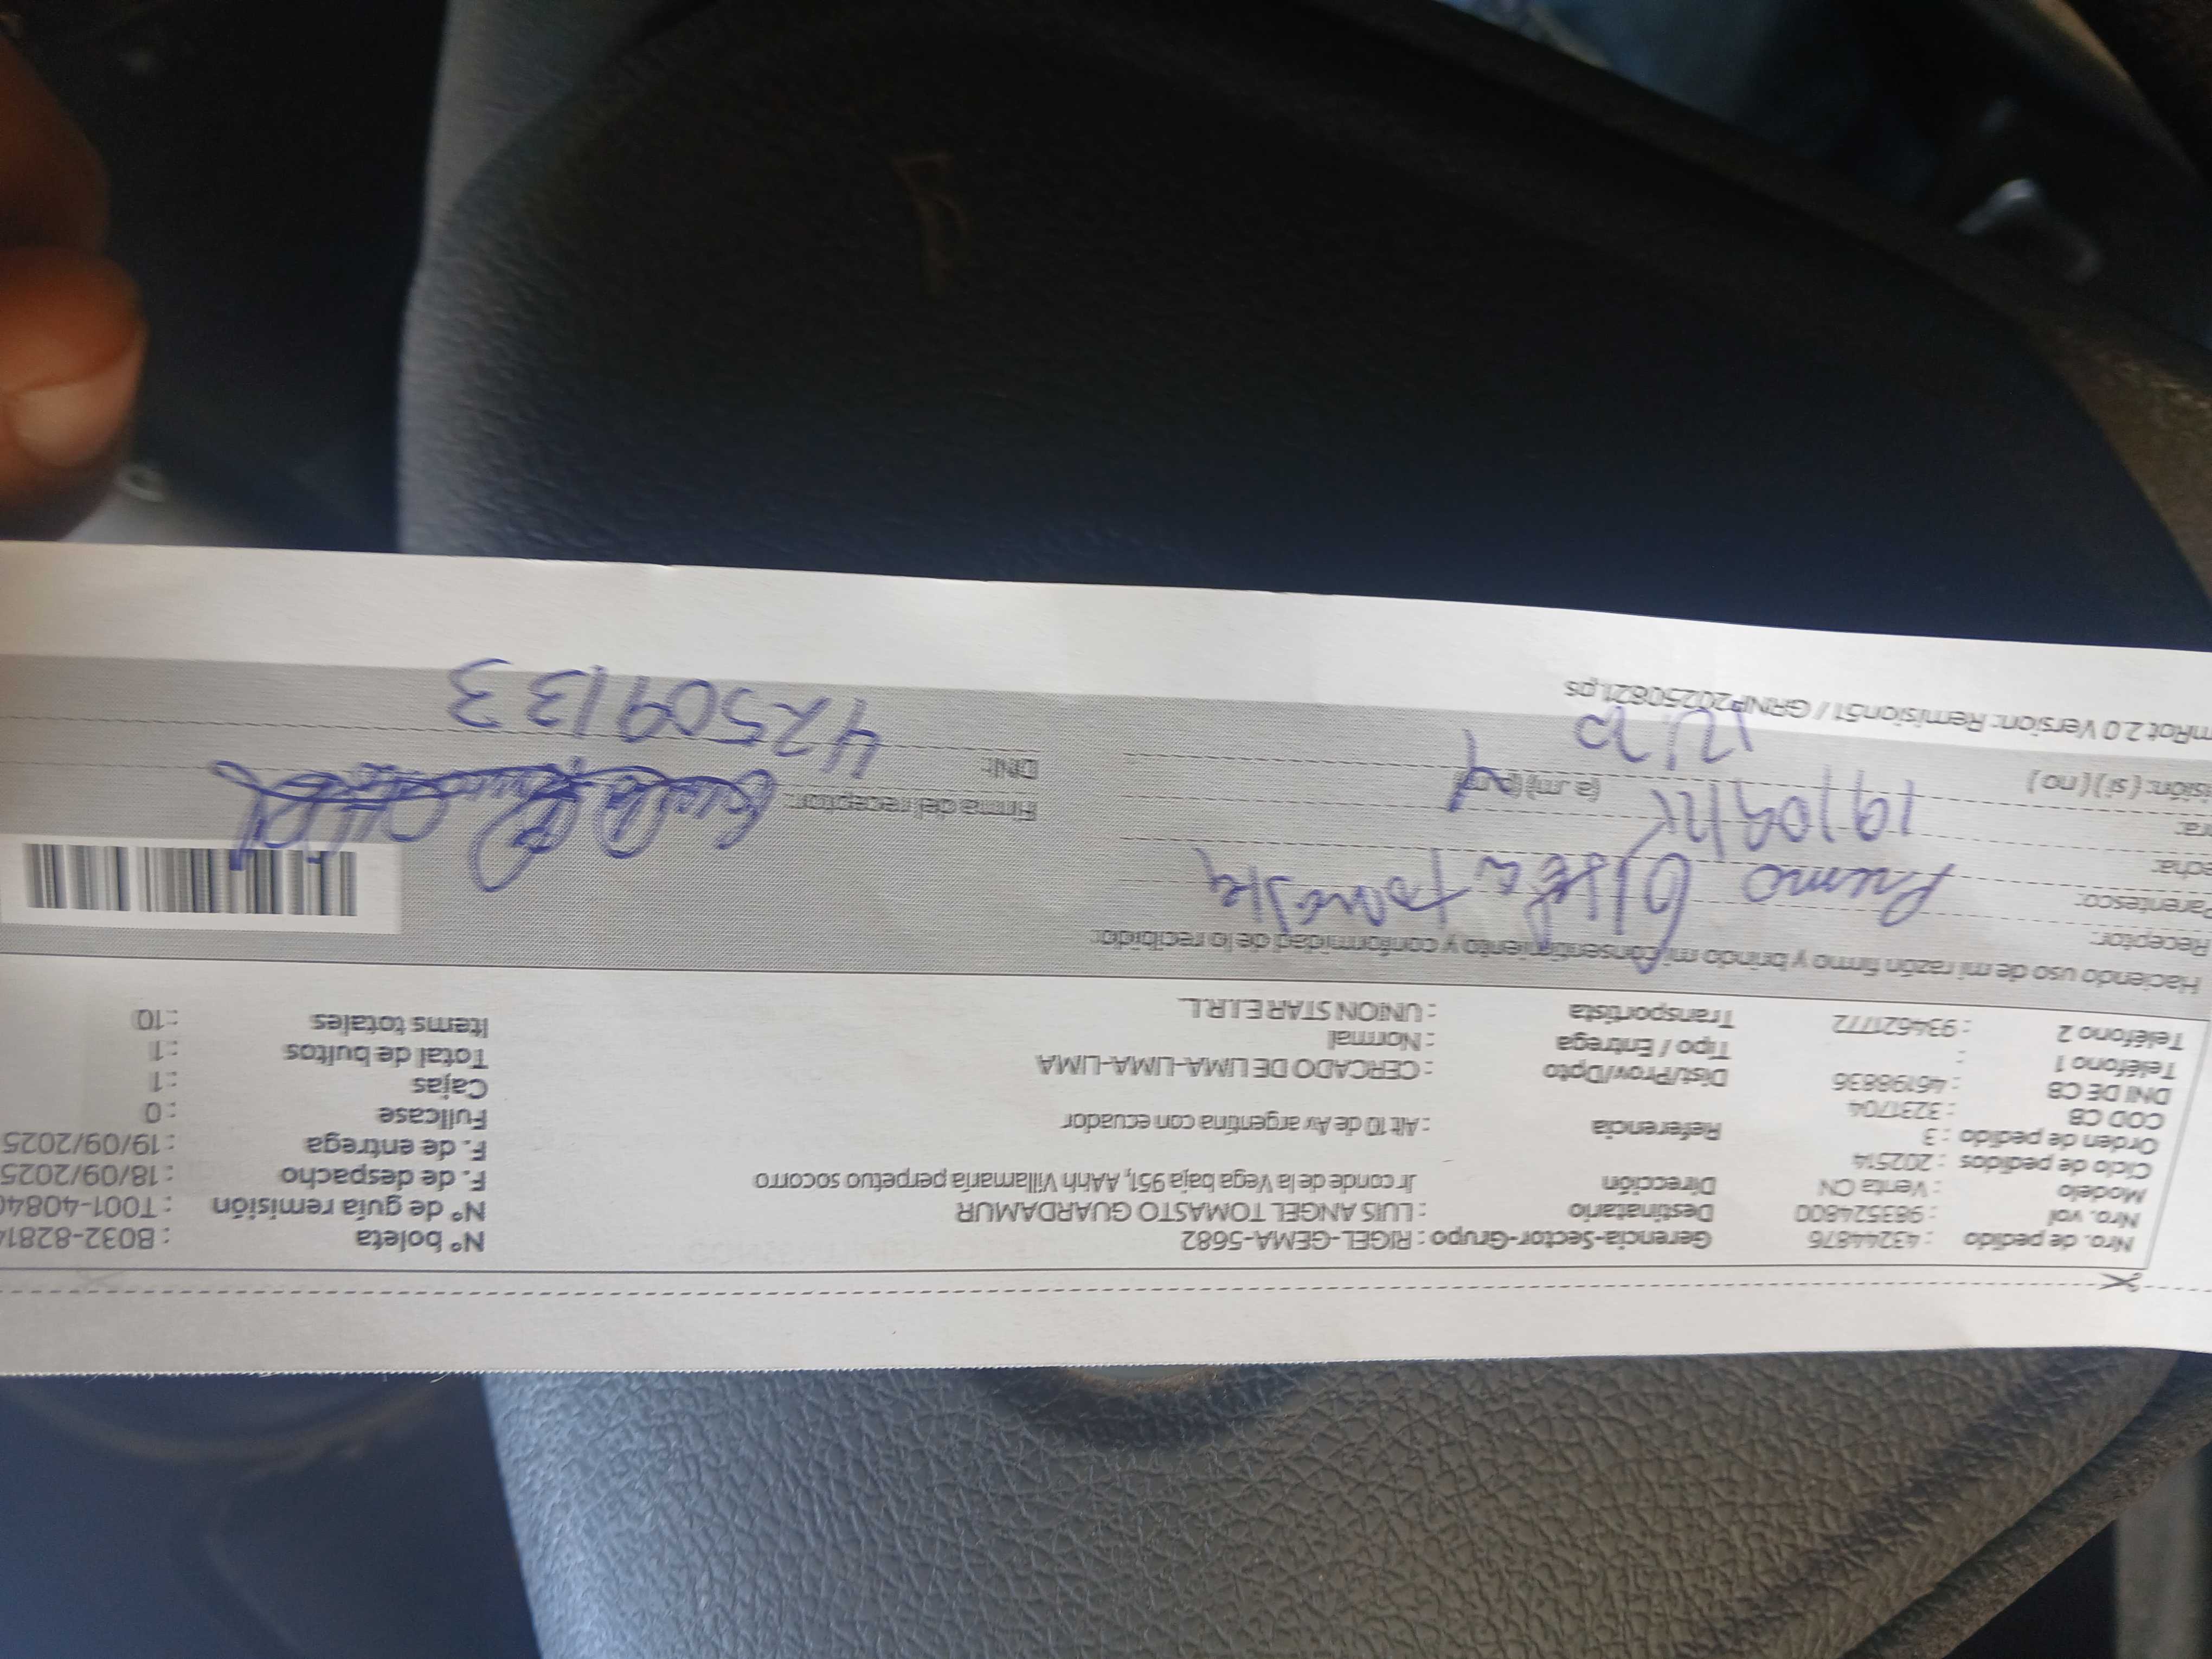 Nro. de pedido : 43244876 Gerencia-Sector-Grupo : RIGEL-GEMA-5682 N° boleta : B032-8281
Nro. vol : 983524800 Destinatario : LUIS ANGEL TOMASTO GUARDAMUR N° de guía remisión : T001-4084
Modelo : Venta CN Dirección Jr conde de la Vega baja 951, AAhh Villamaría perpetuo socorro F. de despacho : 18/09/2025
Ciclo de pedidos : 202514 F. de entrega : 19/09/2025
Orden de pedido : 3 Referencia : Alt 10 de Av argentina con ecuador Fullcase : 0
COD CB : 3231704 Cajas : 1
DNI DE CB : 46198836 Dist/Prov/Dpto : CERCADO DE LIMA-LIMA-LIMA Total de bultos : 1
Teléfono 1 : Tipo / Entrega : Normal Items totales : 10
Teléfono 2 : 934621772 Transportista : UNION STAR E.I.R.L.
Haciendo uso de mi razón firmo y brindo mi consentimiento y conformidad de lo recibido:
Receptor:
Parentesco: Primo
echa: 19/09/
ra: (a.m) (p.m) Firma del receptor:
isión: ( si ) ( no ) DNI: 42509133
mRot 2.0 Version: Remision51 / GRNP20250821.ps